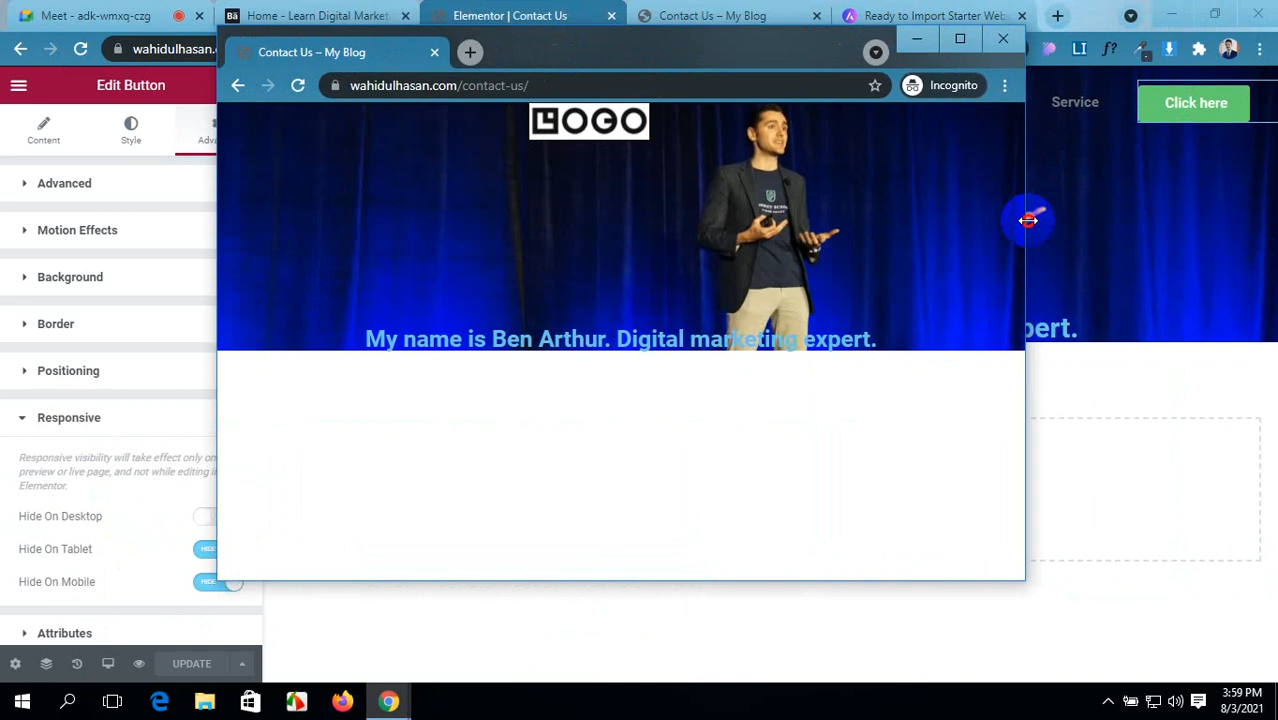 Meet - adk-wmxq-czg
Home - Learn Digital Market
Elementor | Contact Us
Contact Us – My Blog
Ready to Import Starter Web
wahidulhasan.
Edit Button
Content
Style
Adva
Advanced
Motion Effects
Background
Border
Positioning
Responsive
Responsive visibility will take effect only on
preview or live page, and not while editing in
Elementor.
Hide On Desktop
Hide On Tablet
HIDE
Hide On Mobile
HIDE
Attributes
UPDATE
Contact Us – My Blog
wahidulhasan.com/contact-us/
Incognito
LOGO
My name is Ben Arthur. Digital marketing expert.
Service
Click here
pert.
3:59 PM
8/3/2021